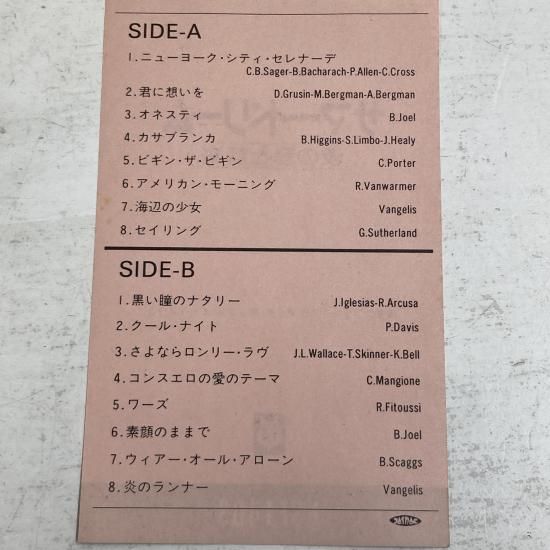 SIDE-A
1.ニューヨーク・シティ・セレナーデ
C.B.Sager-B.Bacharach-P.Allen-C.Cross
2.君に想いを D.Grusin-M.Bergman-A.Bergman
3.オネスティ B.Joel
4.カサブランカ B.Higgins-S.Limbo-J.Healy
5.ビギン・ザ・ビギン C.Porter
6.アメリカン・モーニング R.Vanwarmer
7.海辺の少女 Vangelis
8.セイリング G.Sutherland
SIDE-B
1.黒い瞳のナタリー J.Iglesias-R.Arcusa
2.クール・ナイト P.Davis
3.さよならロンリー・ラヴ J.L.Wallace-T.Skinner-K.Bell
4.コンスエロの愛のテーマ C.Mangione
5.ワーズ R.Fitoussi
6.素顔のままで B.Joel
7.ウィアー・オール・アローン B.Scaggs
8.炎のランナー Vangelis